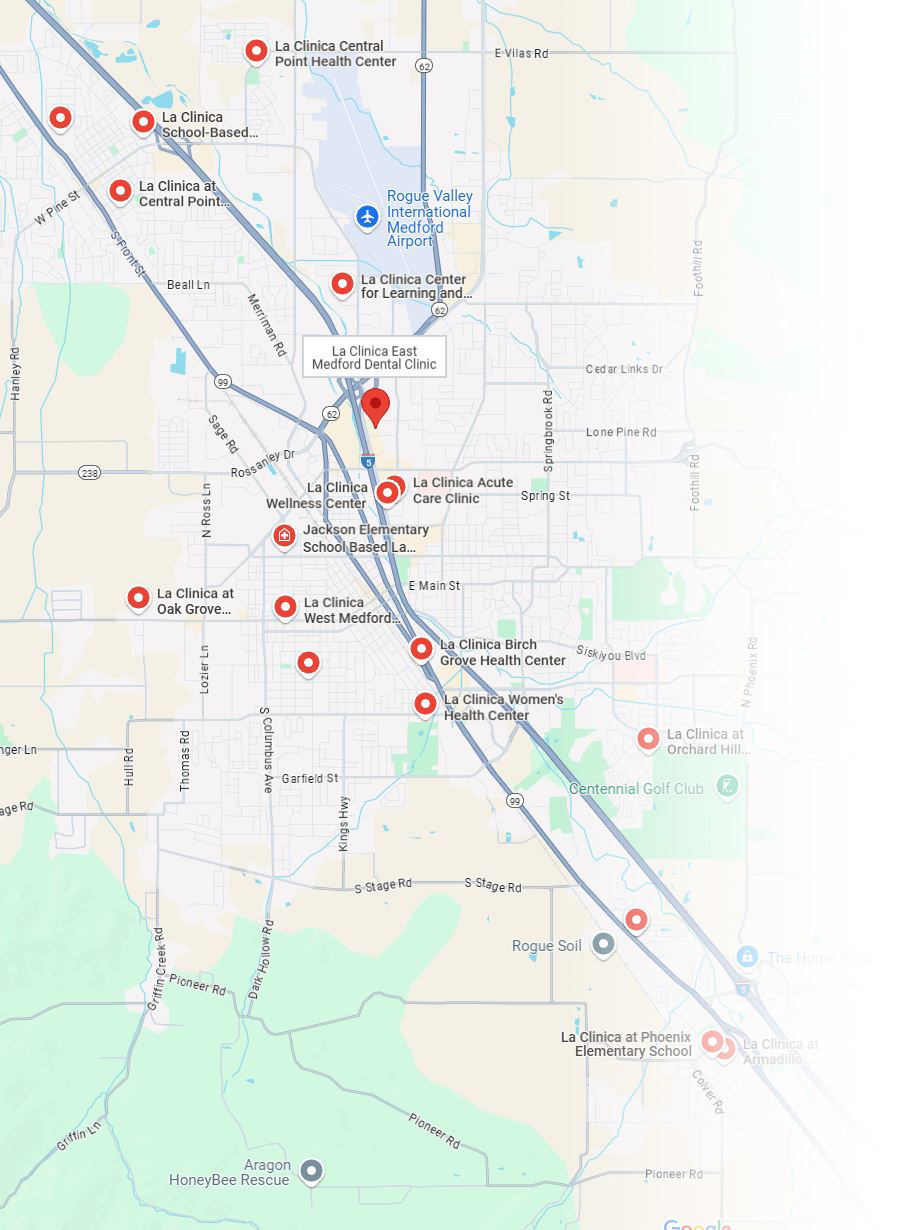 La Clinica Central
Point Health Center
62
E Vilas Rd
La Clinica
School-Based...
La Clinica at
Central Point...
W Pine St
Rogue Valley
International
Medford
Airport
S Front St
Foothill Rd
Beall Ln
La Clinica Center
for Learning and...
Merriman Rd
62
La Clinica East
Medford Dental Clinic
Hanley Rd
99
Cedar Links Dr
62
Springbrook Rd
Sage Rd
Lone Pine Rd
5
Rossanley Dr
238
Foothill Rd
La Clinica
Wellness Center
La Clinica Acute
Care Clinic
Spring St
N Ross Ln
Jackson Elementary
School Based La...
E Main St
La Clinica at
Oak Grove...
La Clinica
West Medford...
La Clinica Birch
Grove Health Center
Siskiyou Blvd
Lozier Ln
N Phoenix Rd
La Clinica Women's
Health Center
S Columbus Ave
La Clinica at
Orchard Hill...
nger Ln
Hull Rd
Thomas Rd
Garfield St
Centennial Golf Club
99
age Rd
Kings Hwy
S Stage Rd
S Stage Rd
Rogue Soil
The Home De
Griffin Creek Rd
Dark Hollow Rd
Pioneer Rd
5
La Clinica at Phoenix
Elementary School
La Clinica at
Armadillo...
Colver Rd
Griffin Ln
Pioneer Rd
Aragon
HoneyBee Rescue
Pioneer Rd
Google